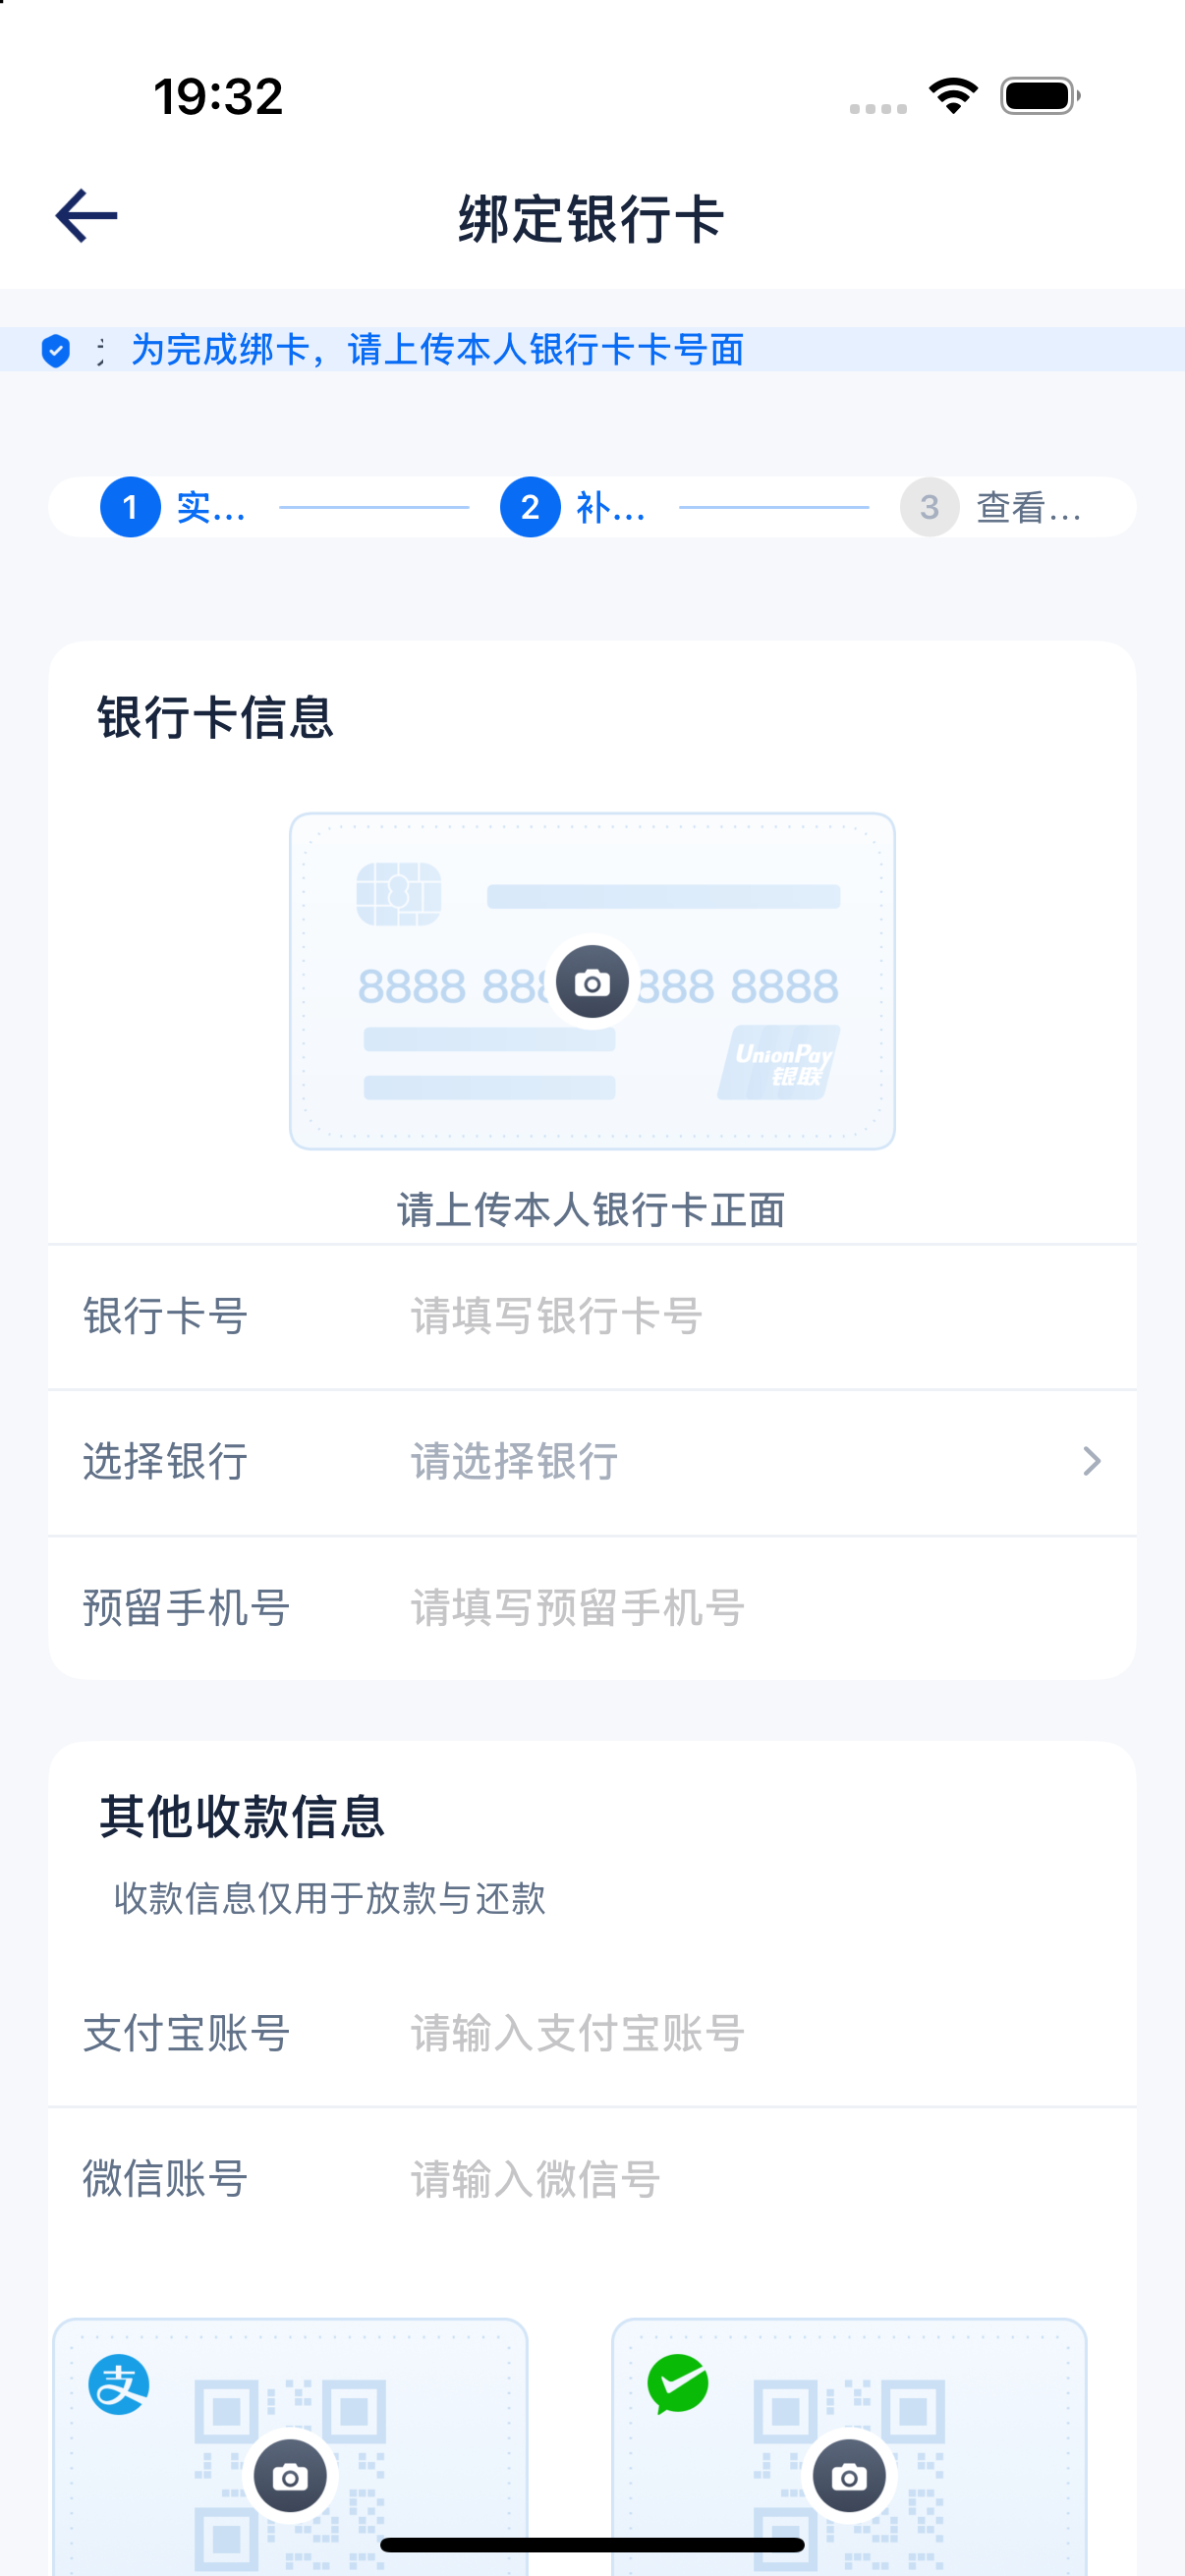 19:32
绑定银行卡
为完成绑卡，请上传本人银行卡卡号面
1 实... 2 补... 3 查看...
银行卡信息
8888 888 888 8888
UnionPay
银联
请上传本人银行卡正面
银行卡号 请填写银行卡号
选择银行 请选择银行
预留手机号 请填写预留手机号
其他收款信息
收款信息仅用于放款与还款
支付宝账号 请输入支付宝账号
微信账号 请输入微信号
支